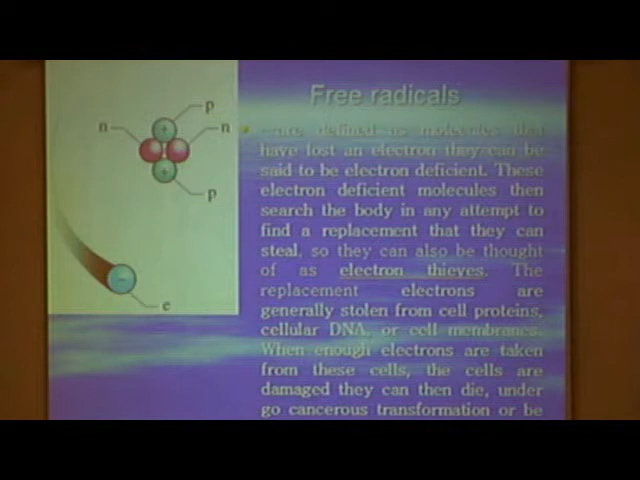 Free radicals
p
n
n
p
e
- are defined as molecules that
have lost an electron they can be
said to be electron deficient. These
electron deficient molecules then
search the body in any attempt to
find a replacement that they can
steal, so they can also be thought
of as electron thieves. The
replacement electrons are
generally stolen from cell proteins,
cellular DNA, or cell membranes.
When enough electrons are taken
from these cells, the cells are
damaged they can then die, under
go cancerous transformation or be